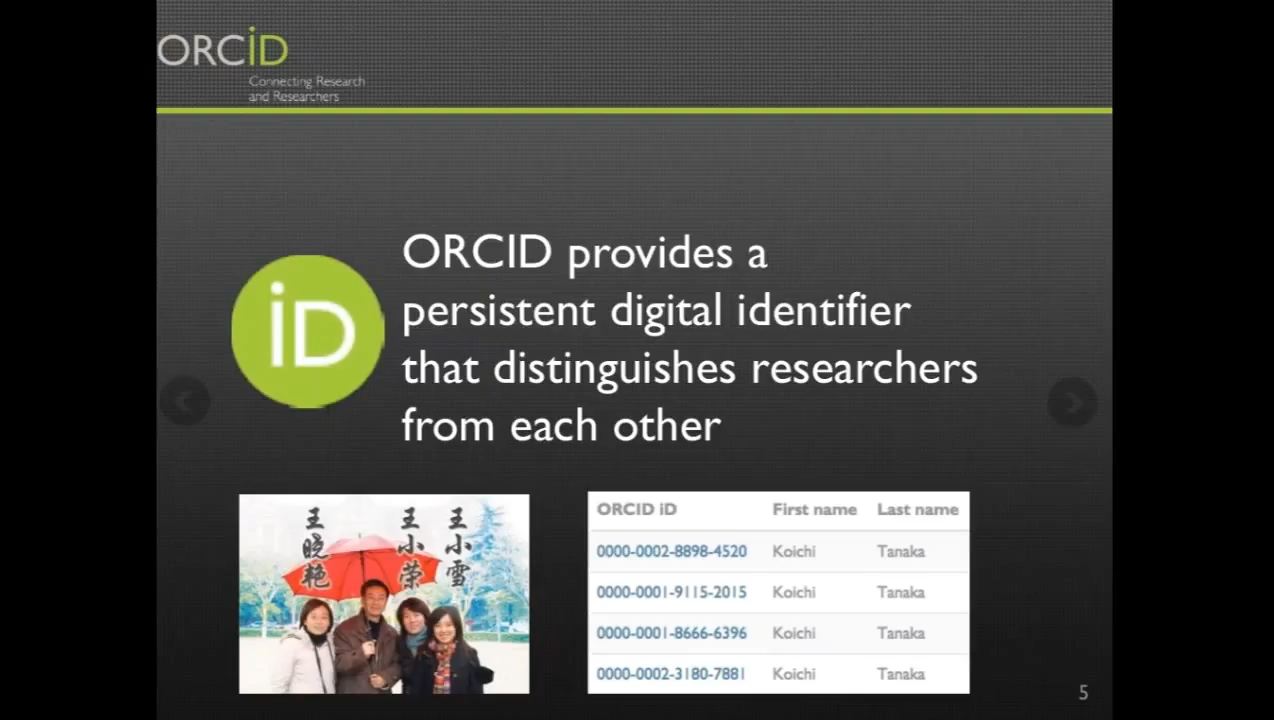 ORCiD
Connecting Research
and Researchers
iD
ORCID provides a
persistent digital identifier
that distinguishes researchers
from each other
王晓艳
王小荣
王小雪
ORCID iD First name Last name
0000-0002-8898-4520 Koichi Tanaka
0000-0001-9115-2015 Koichi Tanaka
0000-0001-8666-6396 Koichi Tanaka
0000-0002-3180-7881 Koichi Tanaka
5